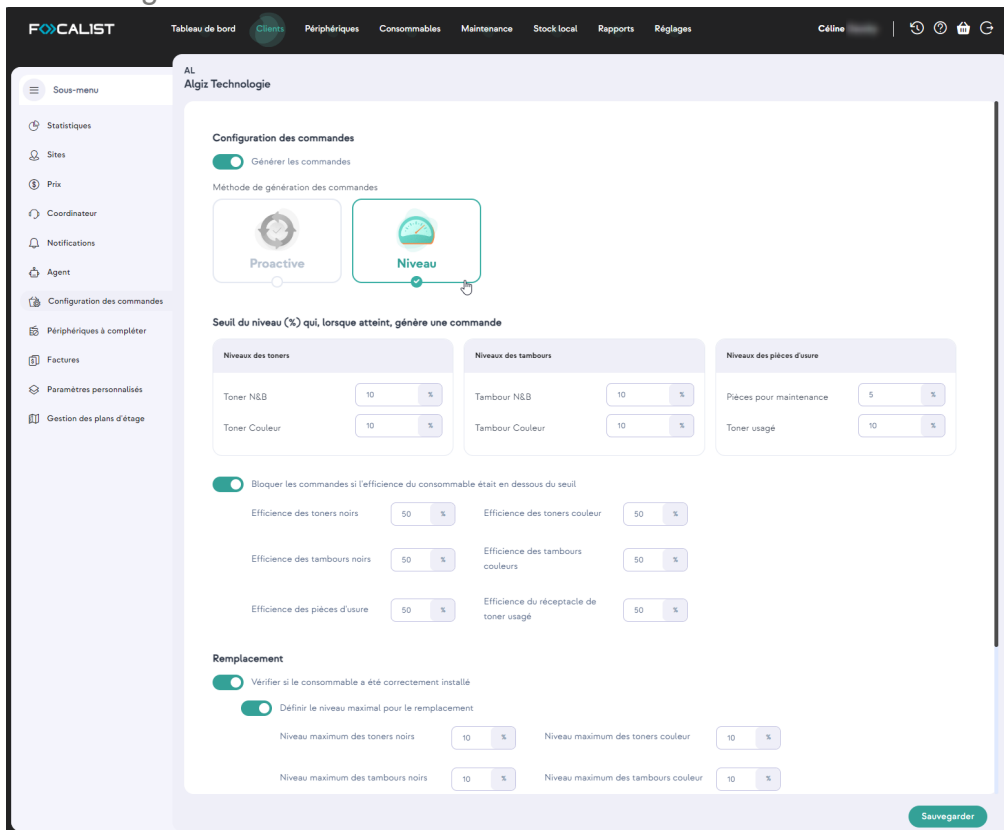 FOCALIST
Tableau de bord Clients Périphériques Consommables Maintenance Stock local Rapports Réglages Céline
AL
Algiz Technologie
Sous-menu
Statistiques
Sites
Prix
Coordinateur
Notifications
Agent
Configuration des commandes
Périphériques à compléter
Factures
Paramètres personnalisés
Gestion des plans d'étage
Configuration des commandes
Générer les commandes
Méthode de génération des commandes
Proactive Niveau
Seuil du niveau (%) qui, lorsque atteint, génère une commande
Niveaux des toners
Toner N&B 10 %
Toner Couleur 10 %
Niveaux des tambours
Tambour N&B 10 %
Tambour Couleur 10 %
Niveaux des pièces d'usure
Pièces pour maintenance 5 %
Toner usagé 10 %
Bloquer les commandes si l'efficience du consommable était en dessous du seuil
Efficience des toners noirs 50 % Efficience des toners couleur 50 %
Efficience des tambours noirs 50 % Efficience des tambours
couleurs 50 %
Efficience des pièces d'usure 50 % Efficience du réceptacle de
toner usagé 50 %
Remplacement
Vérifier si le consommable a été correctement installé
Définir le niveau maximal pour le remplacement
Niveau maximum des toners noirs 10 % Niveau maximum des toners couleur 10 %
Niveau maximum des tambours noirs 10 % Niveau maximum des tambours couleur 10 %
Sauvegarder